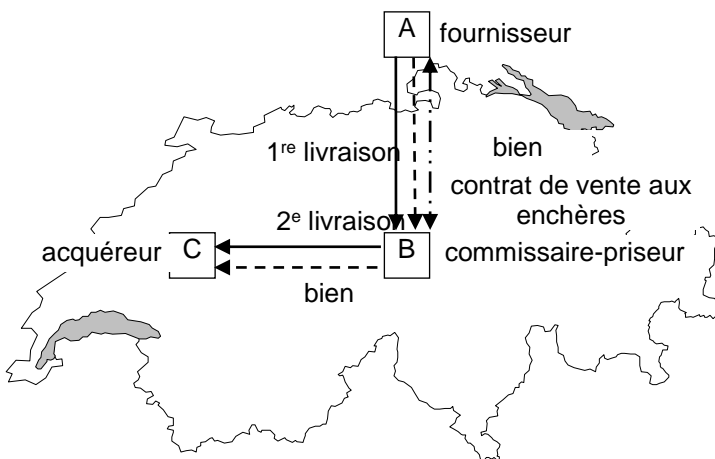 A
fournisseur
1re livraison
bien
contrat de vente aux
enchères
2e livraison
acquéreur
C
B
commissaire-priseur
bien